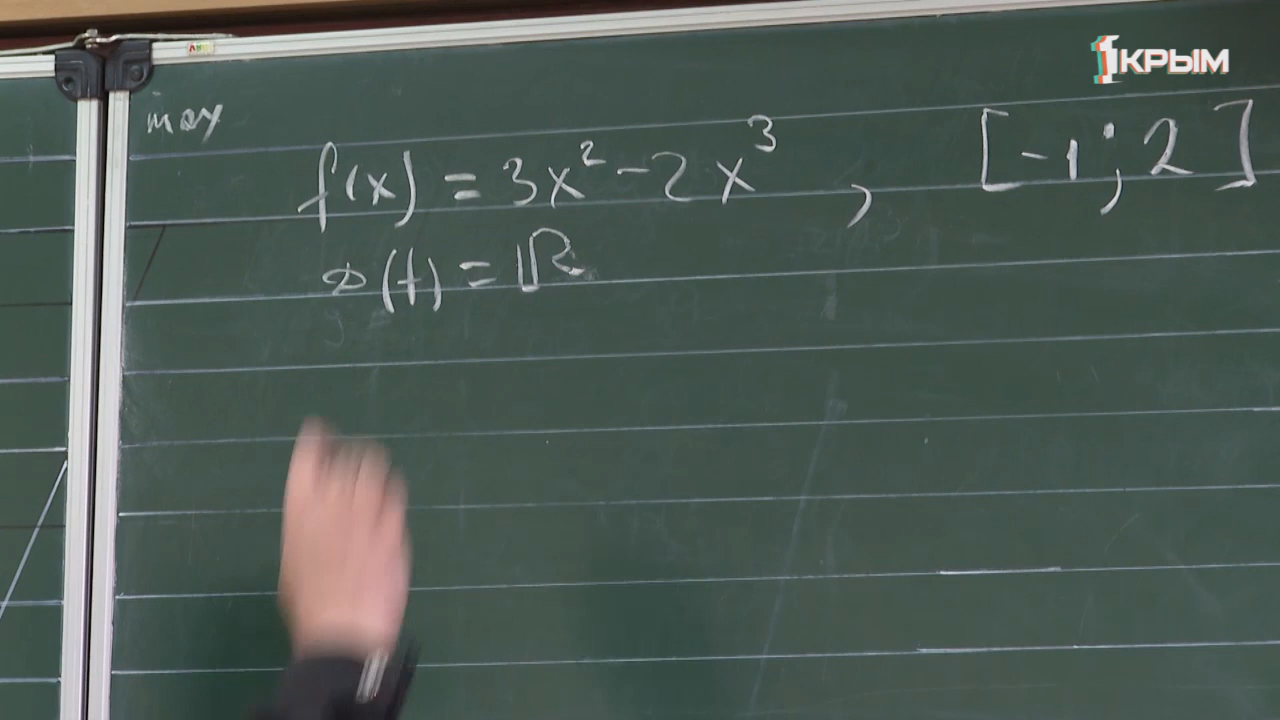 1КРЫМ
max
f(x) = 3x² - 2x³, [-1; 2]
D(f) = ℝ